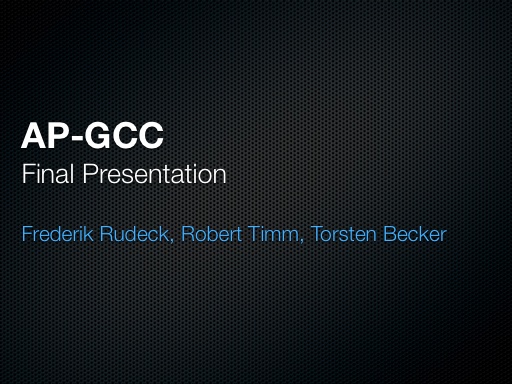 AP-GCC
Final Presentation
Frederik Rudeck, Robert Timm, Torsten Becker